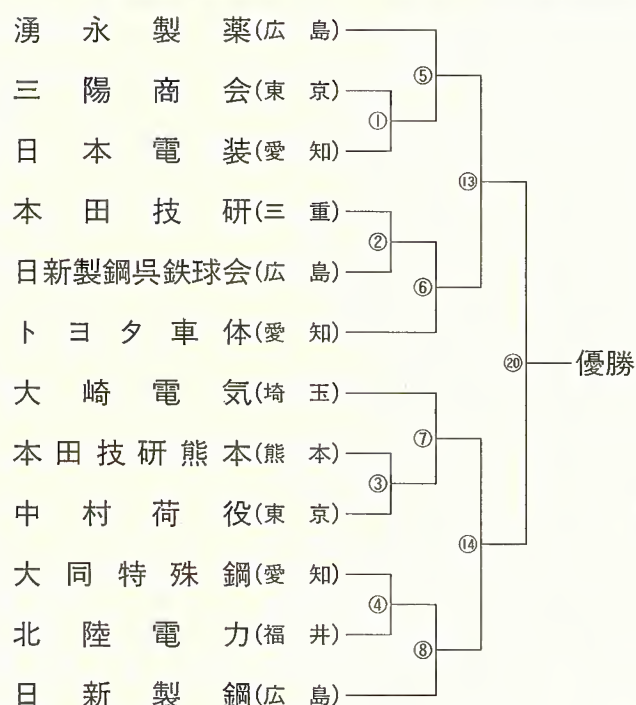 湧永製薬(広島)
三陽商会(東京)
日本電装(愛知)
本田技研(三重)
日新製鋼呉鉄球会(広島)
トヨタ車体(愛知)
大崎電気(埼玉)
本田技研熊本(熊本)
中村荷役(東京)
大同特殊鋼(愛知)
北陸電力(福井)
日新製鋼(広島)
①
②
③
④
⑤
⑥
⑦
⑧
⑬
⑭
⑳
優勝